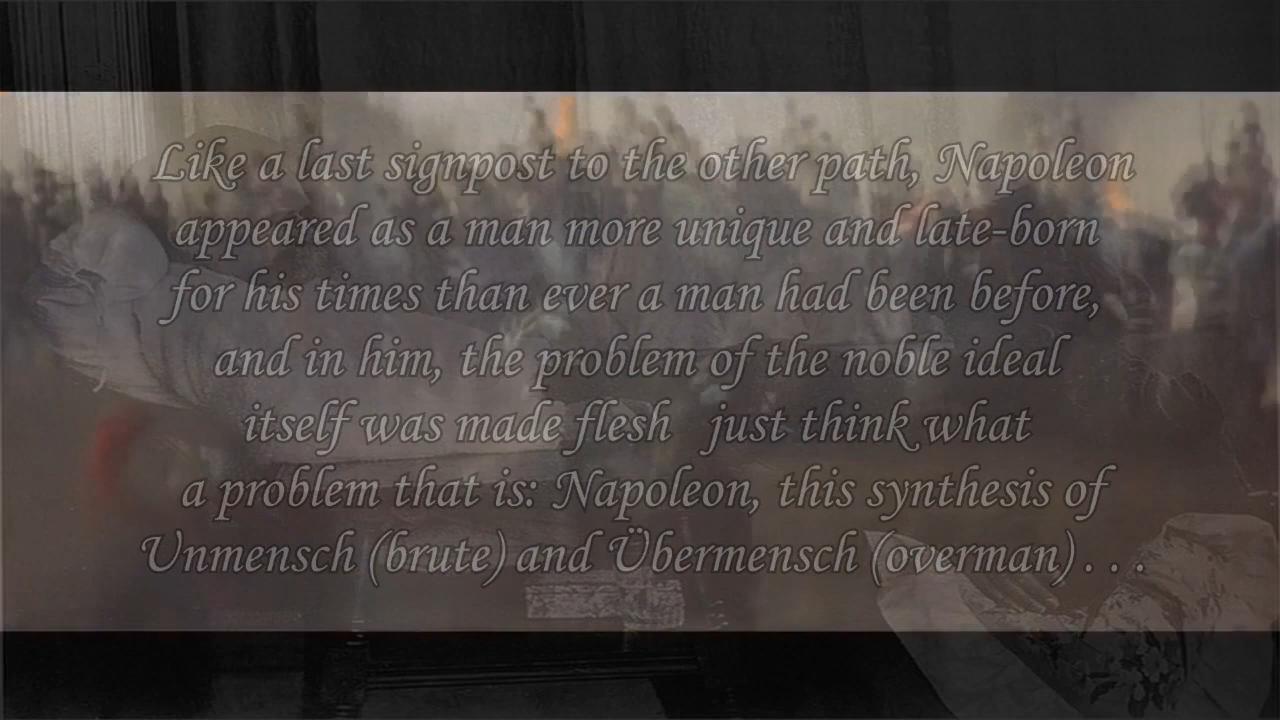 Like a last signpost to the other path, Napoleon
appeared as a man more unique and late-born
for his times than ever a man had been before,
and in him, the problem of the noble ideal
itself was made flesh   just think what
a problem that is: Napoleon, this synthesis of
Unmensch (brute) and Übermensch (overman) . . .